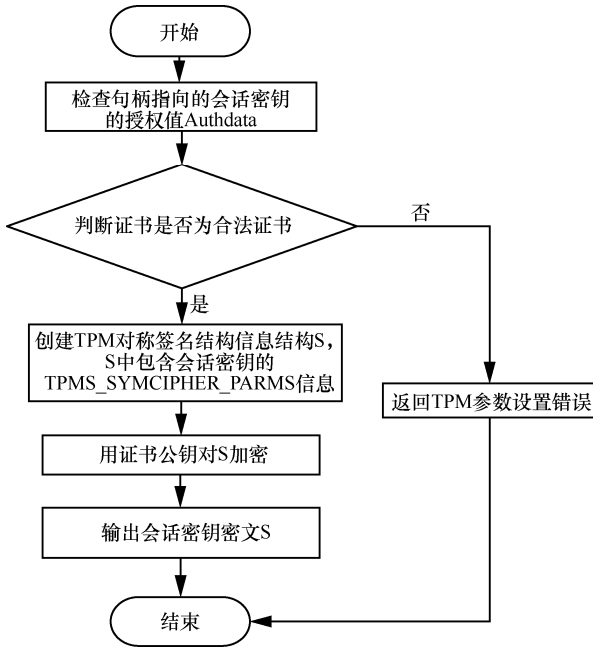 开始
检查句柄指向的会话密钥
的授权值Authdata
判断证书是否为合法证书
否
是
创建TPM对称签名结构信息结构S，
S中包含会话密钥的
TPMS_SYMCIPHER_PARMS信息
返回TPM参数设置错误
用证书公钥对S加密
输出会话密钥密文S
结束